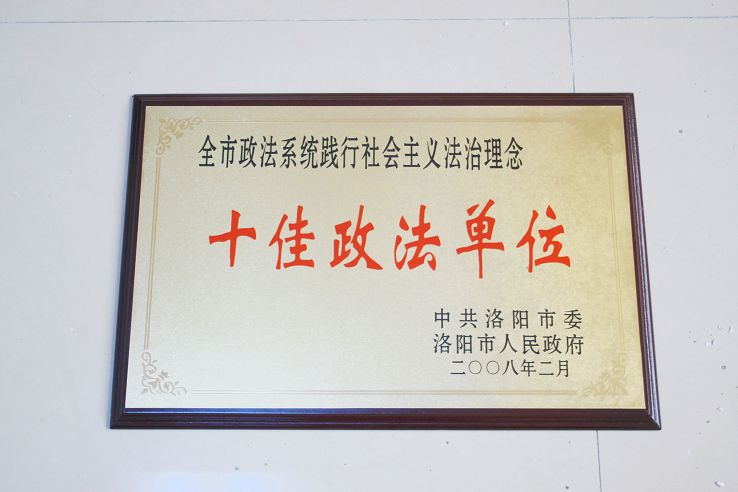 全市政法系统践行社会主义法治理念
十佳政法单位
中共洛阳市委
洛阳市人民政府
二〇〇八年二月